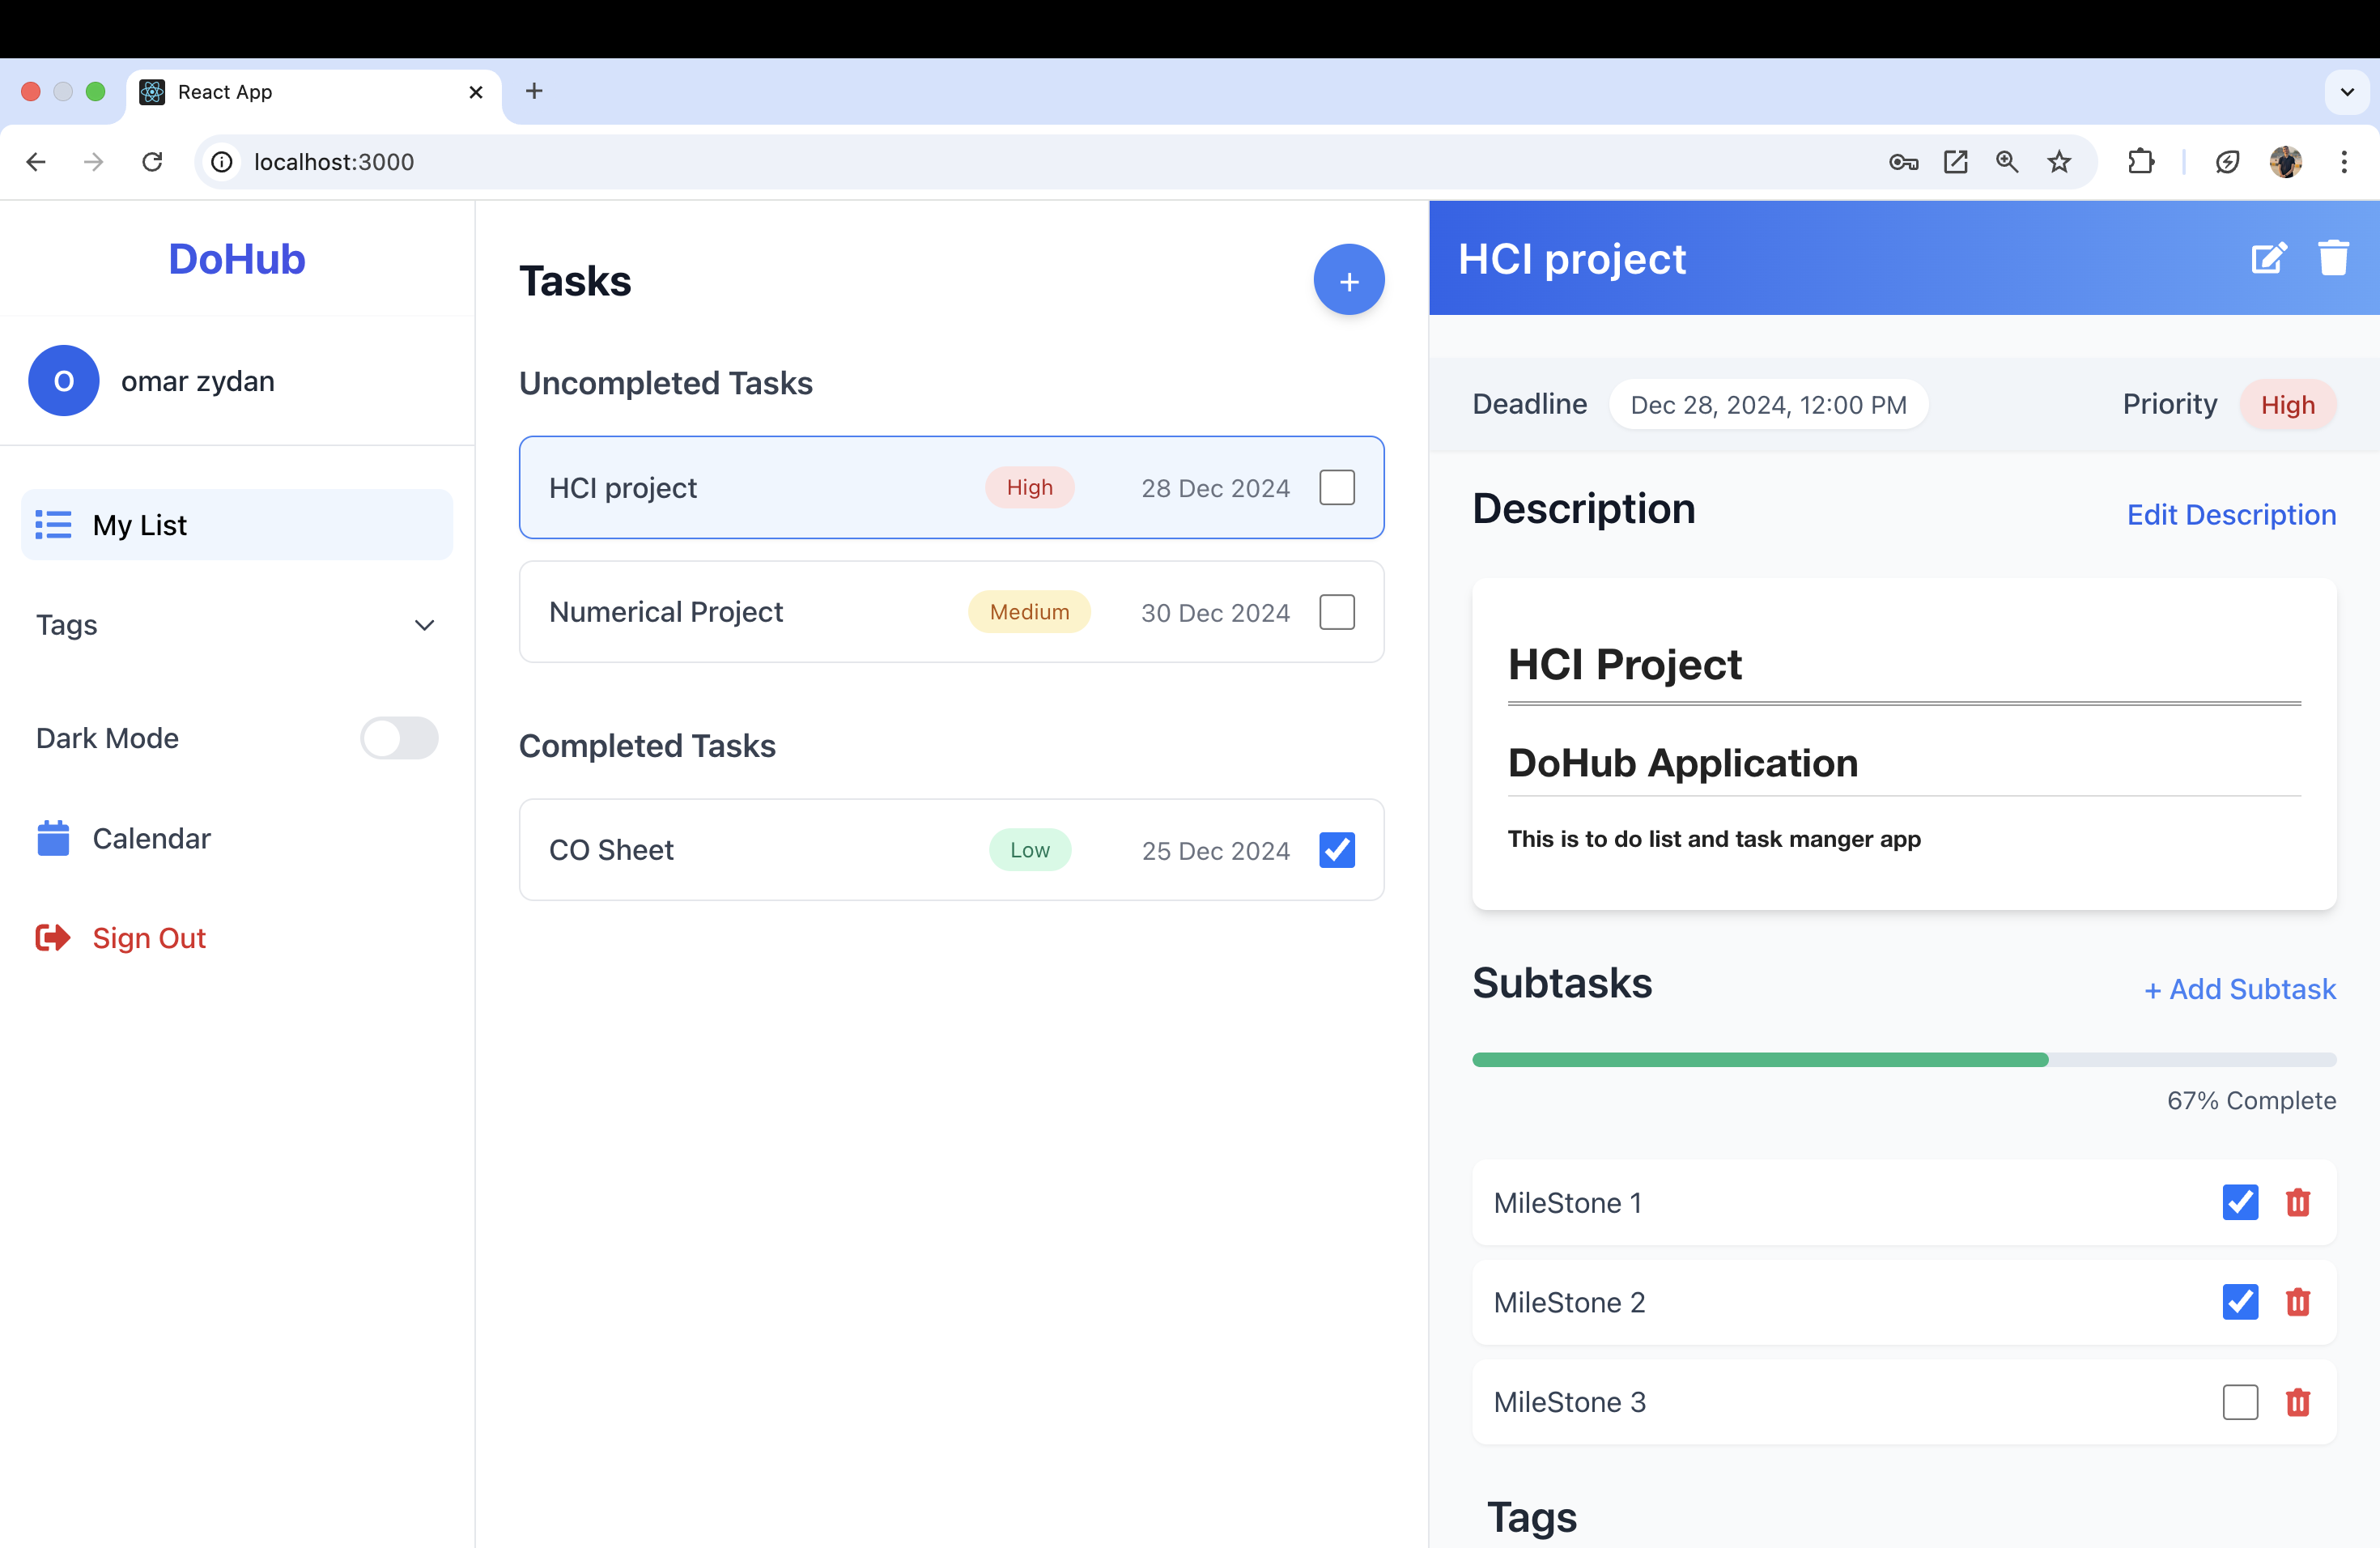 React App
localhost:3000
DoHub
O
omar zydan
My List
Tags
Dark Mode
Calendar
Sign Out
Tasks
+
Uncompleted Tasks
HCI project High 28 Dec 2024
Numerical Project Medium 30 Dec 2024
Completed Tasks
CO Sheet Low 25 Dec 2024
HCI project
Deadline Dec 28, 2024, 12:00 PM Priority High
Description Edit Description
HCI Project
DoHub Application
This is to do list and task manger app
Subtasks + Add Subtask
67% Complete
MileStone 1
MileStone 2
MileStone 3
Tags